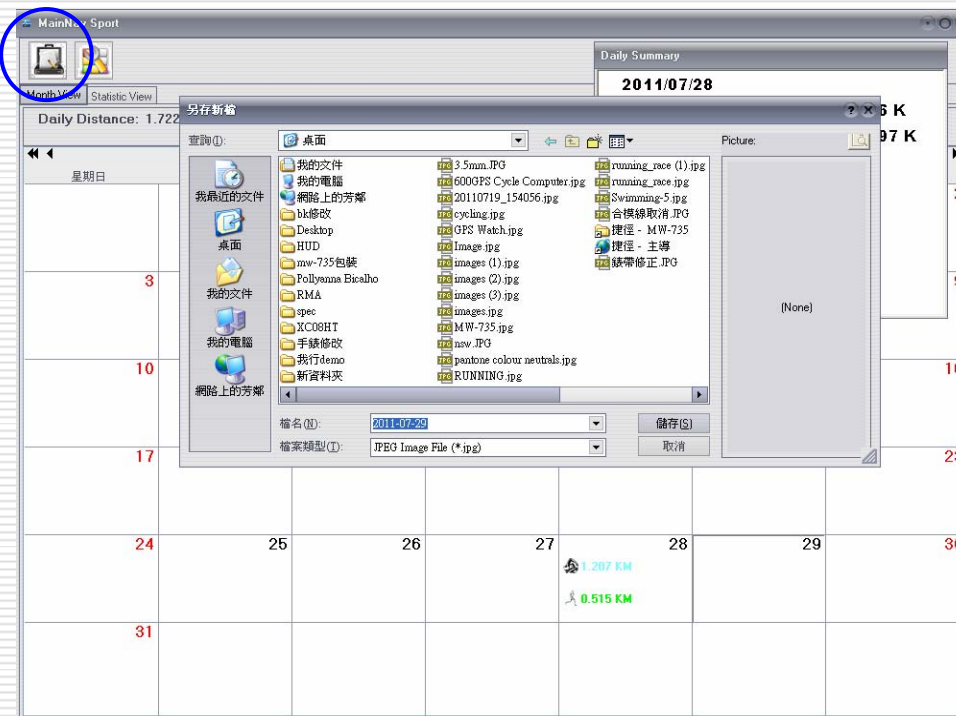 MainNav Sport
Daily Summary
2011/07/28
Month View
Statistic View
Daily Distance: 1.722
6 K
97 K
星期日
另存新檔
查詢(I):
桌面
Picture:
我最近的文件
桌面
我的文件
我的電腦
網路上的芳鄰
我的文件
我的電腦
網路上的芳鄰
bk修改
Desktop
HUD
mw-735包裝
Pollyanna Bicalho
RMA
spec
XC08HT
手錶修改
我行demo
新資料夾
3.5mm.JPG
600GPS Cycle Computer.jpg
20110719_154056.jpg
cycling.jpg
GPS Watch.jpg
Image.jpg
images (1).jpg
images (2).jpg
images (3).jpg
images.jpg
MW-735.jpg
nsw.JPG
pantone colour neutrals.jpg
RUNNING.jpg
running_race (1).jpg
running_race.jpg
Swimming-5.jpg
合模線取消.JPG
捷徑 - MW-735
捷徑 - 主導
錶帶修正.JPG
(None)
檔名(N):
2011-07-29
儲存(S)
檔案類型(T):
JPEG Image File (*.jpg)
取消
3
10
17
24
25
26
27
28
29
1.207 KM
0.515 KM
31